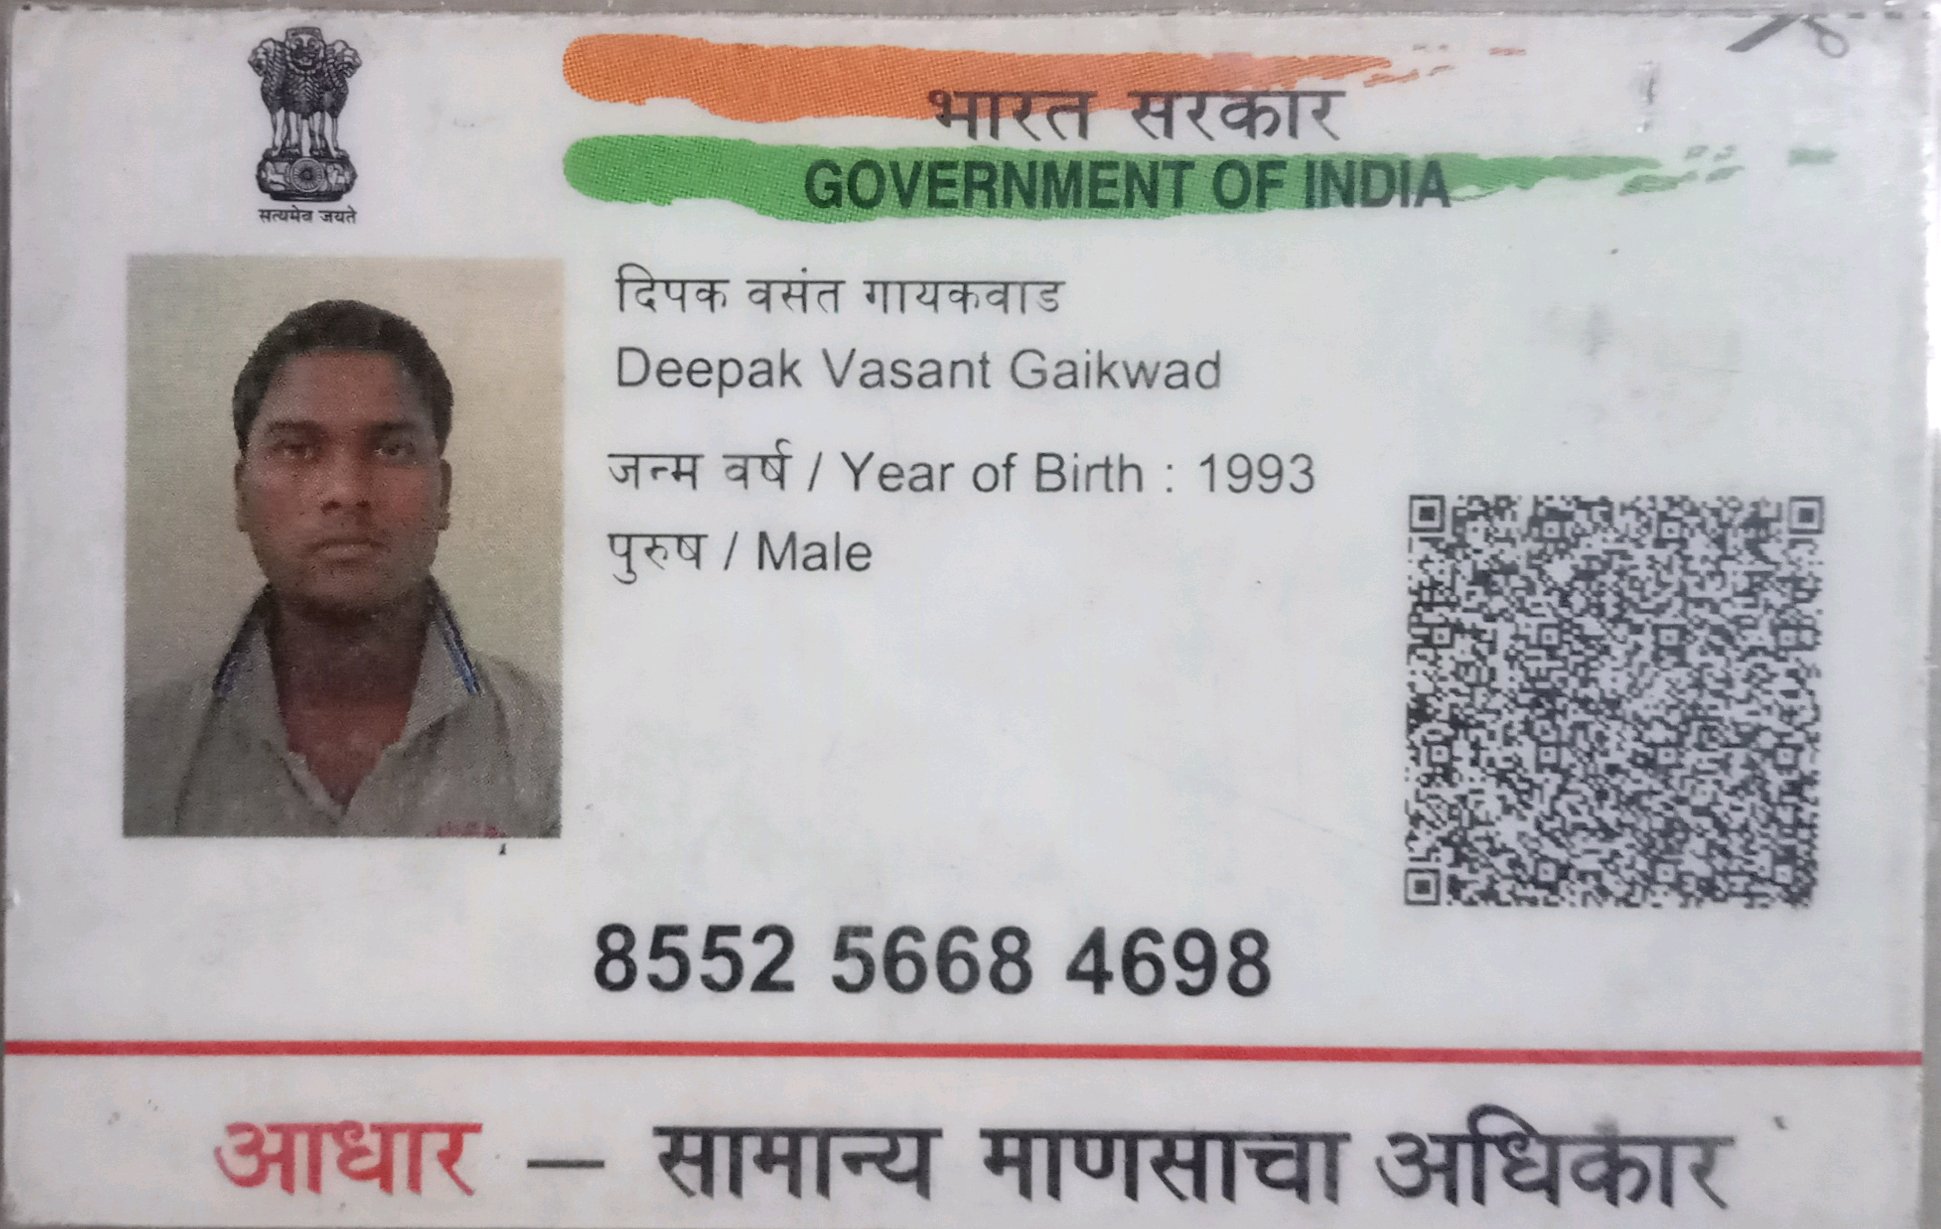 सत्यमेव जयते
भारत सरकार
GOVERNMENT OF INDIA
दिपक वसंत गायकवाड
Deepak Vasant Gaikwad
जन्म वर्ष / Year of Birth : 1993
पुरुष / Male
8552 5668 4698
आधार — सामान्य माणसाचा अधिकार